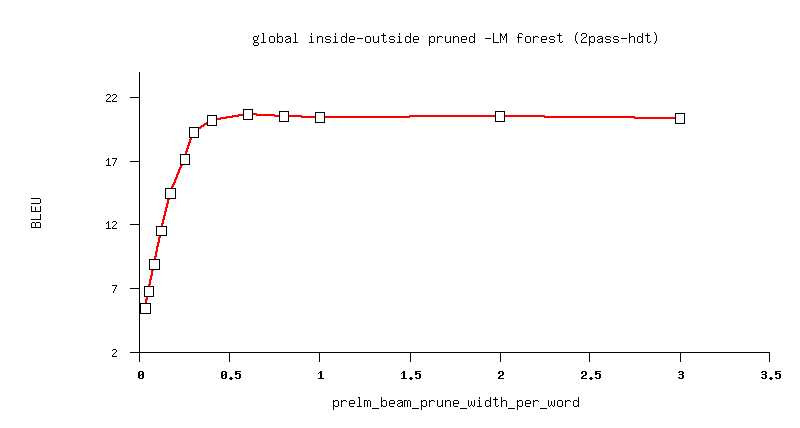 global inside-outside pruned -LM forest (2pass-hdt)
22
17
12
7
2
BLEU
0 0.5 1 1.5 2 2.5 3 3.5
prelm_beam_prune_width_per_word